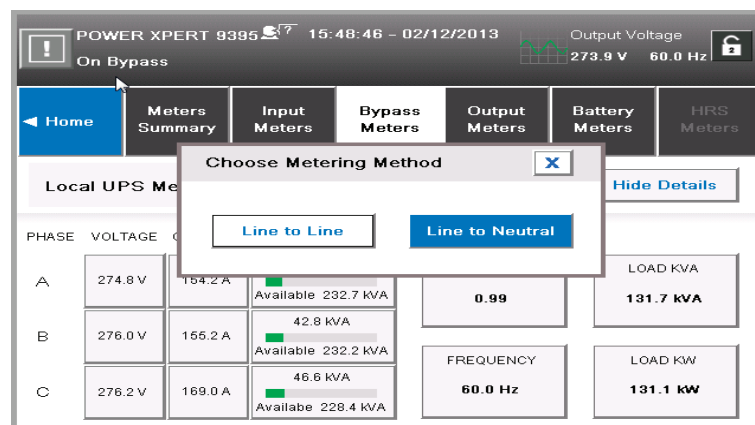 POWER XPERT 9395 15:48:46 - 02/12/2013 Output Voltage
On Bypass 273.9 V 60.0 Hz
Home
Meters Summary
Input Meters
Bypass Meters
Output Meters
Battery Meters
HRS Meters
Choose Metering Method X
Local UPS Me
Hide Details
Line to Line
Line to Neutral
PHASE VOLTAGE
A 274.8 V 154.2 A
Available 232.7 kVA
0.99
LOAD KVA
131.7 kVA
B 276.0 V 155.2 A
42.8 kVA
Available 232.2 kVA
FREQUENCY
60.0 Hz
LOAD KW
131.1 kW
C 276.2 V 169.0 A
46.6 kVA
Availabe 228.4 kVA